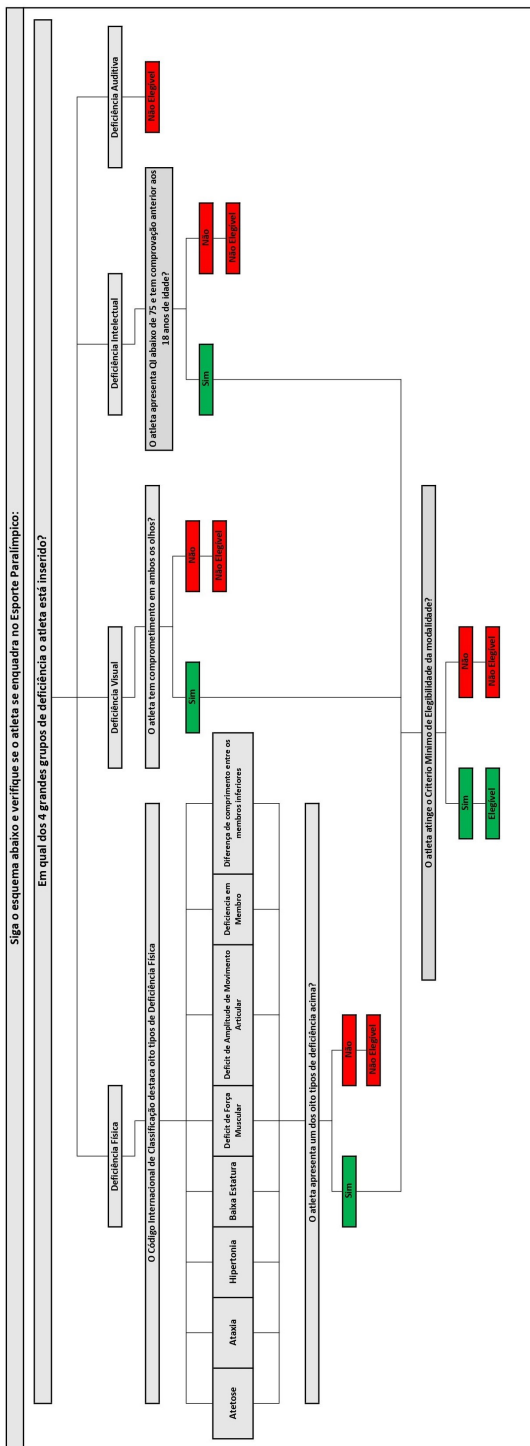 Siga o esquema abaixo e verifique se o atleta se enquadra no Esporte Paralímpico:
Em qual dos 4 grandes grupos de deficiência o atleta está inserido?
Deficiência Física
O Código Internacional de Classificação destaca oito tipos de Deficiência Física
Atetose
Ataxia
Hipertonia
Baixa Estatura
Deficit de Força
Muscular
Deficit de Amplitude de Movimento
Articular
Deficiencia em
Membro
Diferença de comprimento entre os
membros inferiores
O atleta apresenta um dos oito tipos de deficiência acima?
Sim
Não
Não Elegível
Deficiência Visual
O atleta tem comprometimento em ambos os olhos?
Sim
Não
Não Elegível
Deficiência Intelectual
O atleta apresenta QI abaixo de 75 e tem comprovação anterior aos
18 anos de idade?
Sim
Não
Não Elegível
Deficiência Auditiva
Não Elegível
O atleta atinge o Criterio Minimo de Elegibilidade da modalidade?
Sim
Elegível
Não
Não Elegível